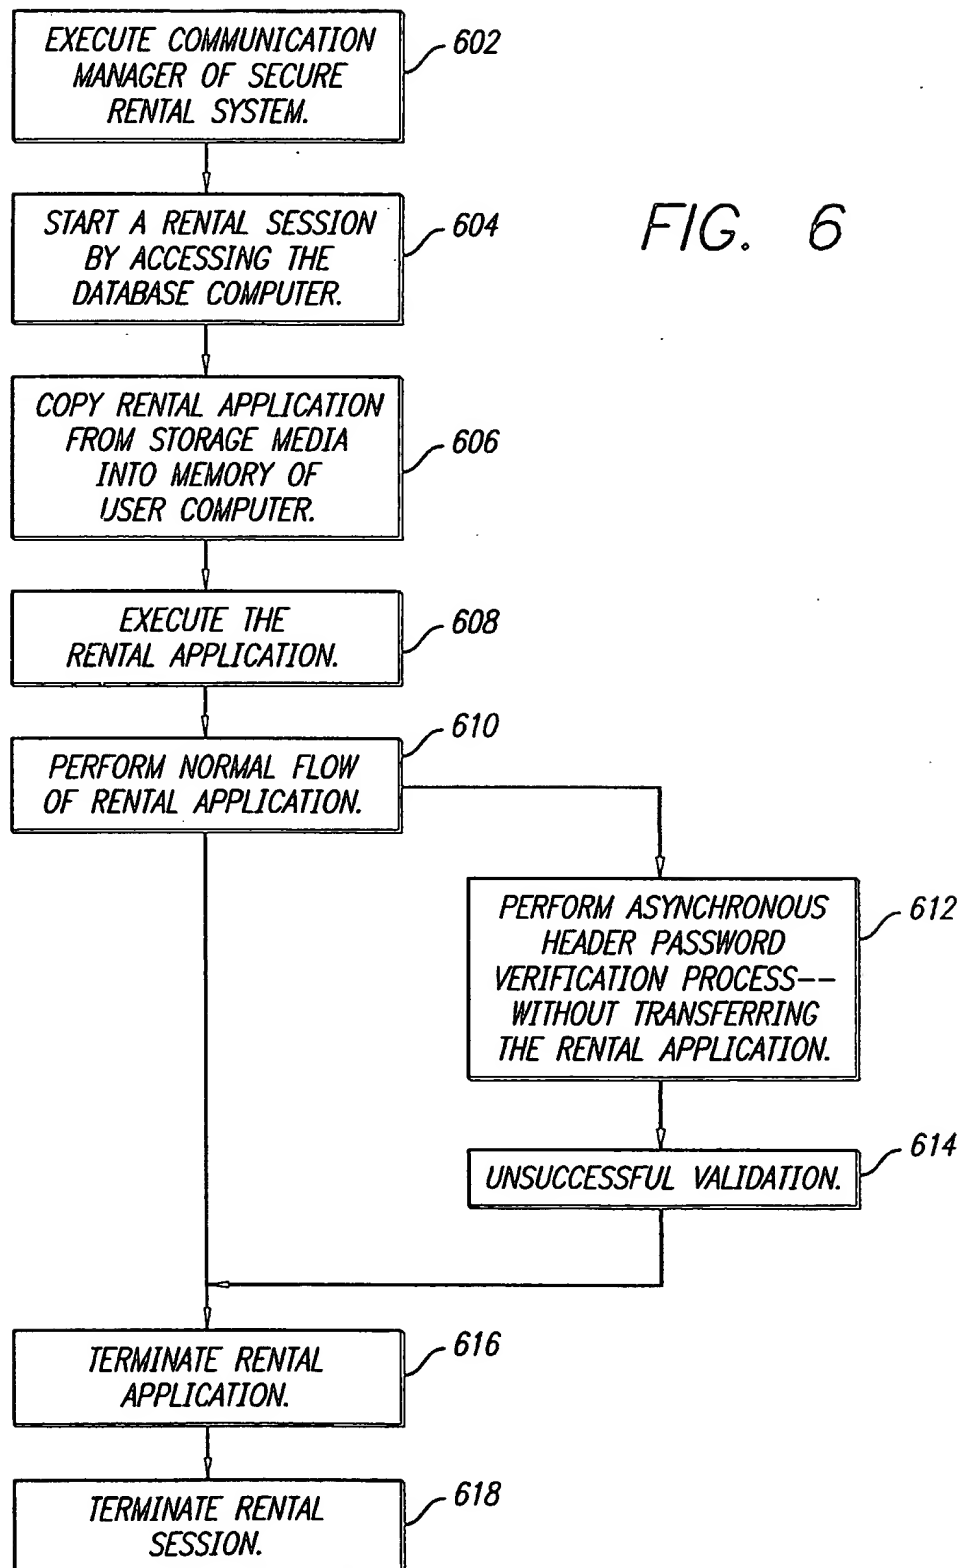 EXECUTE COMMUNICATION
MANAGER OF SECURE
RENTAL SYSTEM.
602
START A RENTAL SESSION
BY ACCESSING THE
DATABASE COMPUTER.
604
FIG. 6
COPY RENTAL APPLICATION
FROM STORAGE MEDIA
INTO MEMORY OF
USER COMPUTER.
606
EXECUTE THE
RENTAL APPLICATION.
608
PERFORM NORMAL FLOW
OF RENTAL APPLICATION.
610
PERFORM ASYNCHRONOUS
HEADER PASSWORD
VERIFICATION PROCESS--
WITHOUT TRANSFERRING
THE RENTAL APPLICATION.
612
UNSUCCESSFUL VALIDATION.
614
TERMINATE RENTAL
APPLICATION.
616
TERMINATE RENTAL
SESSION.
618